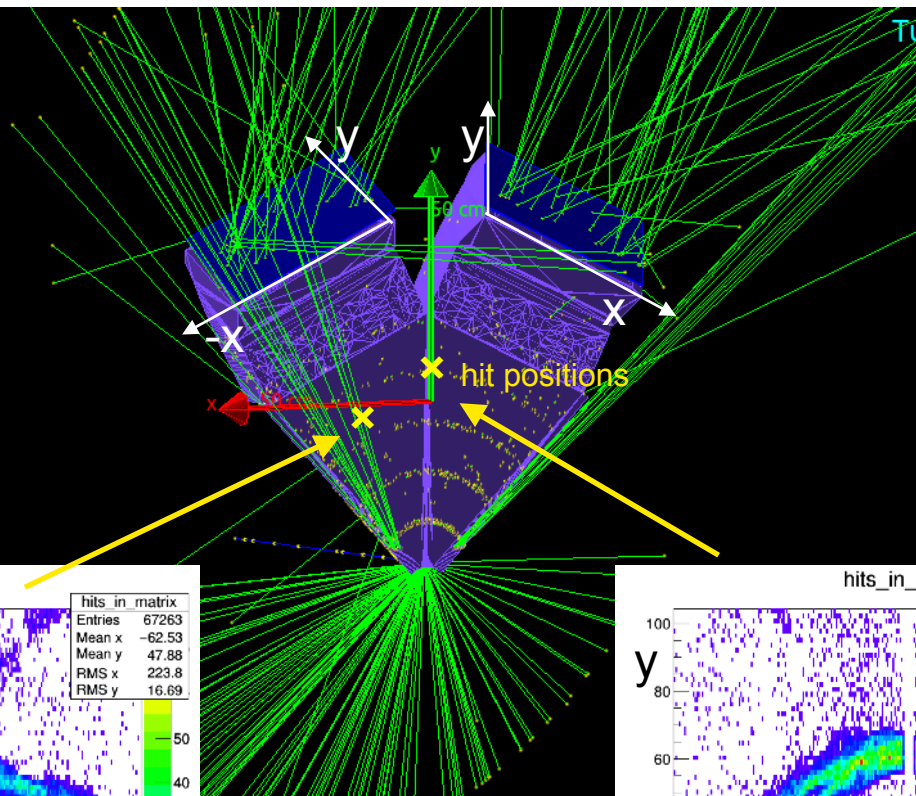 Tu
y
y
y
50 cm
x
-x
hit positions
x
hits_in_matrix
Entries 67263
Mean x −62.53
Mean y 47.88
RMS x 223.8
RMS y 16.69
50
40
hits_in_
100
y
80
60